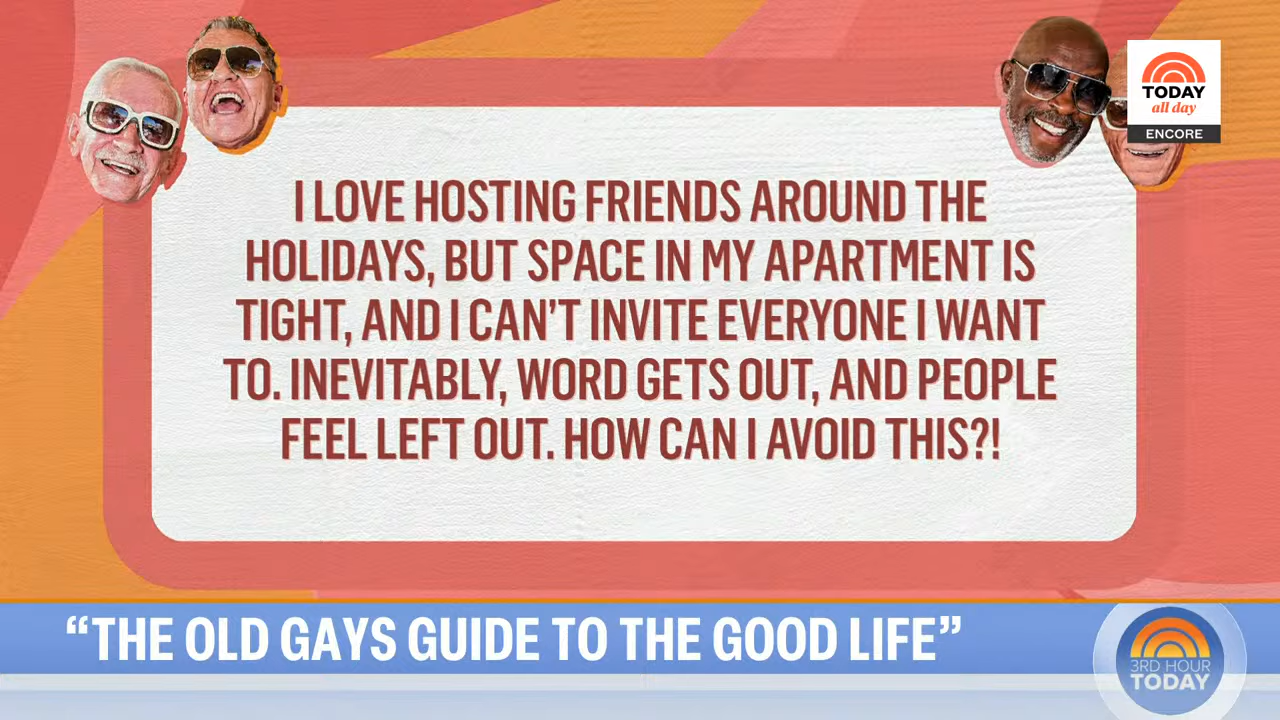 TODAY
all day
ENCORE
I LOVE HOSTING FRIENDS AROUND THE
HOLIDAYS, BUT SPACE IN MY APARTMENT IS
TIGHT, AND I CAN'T INVITE EVERYONE I WANT
TO. INEVITABLY, WORD GETS OUT, AND PEOPLE
FEEL LEFT OUT. HOW CAN I AVOID THIS?!
“THE OLD GAYS GUIDE TO THE GOOD LIFE”
3RD HOUR
TODAY